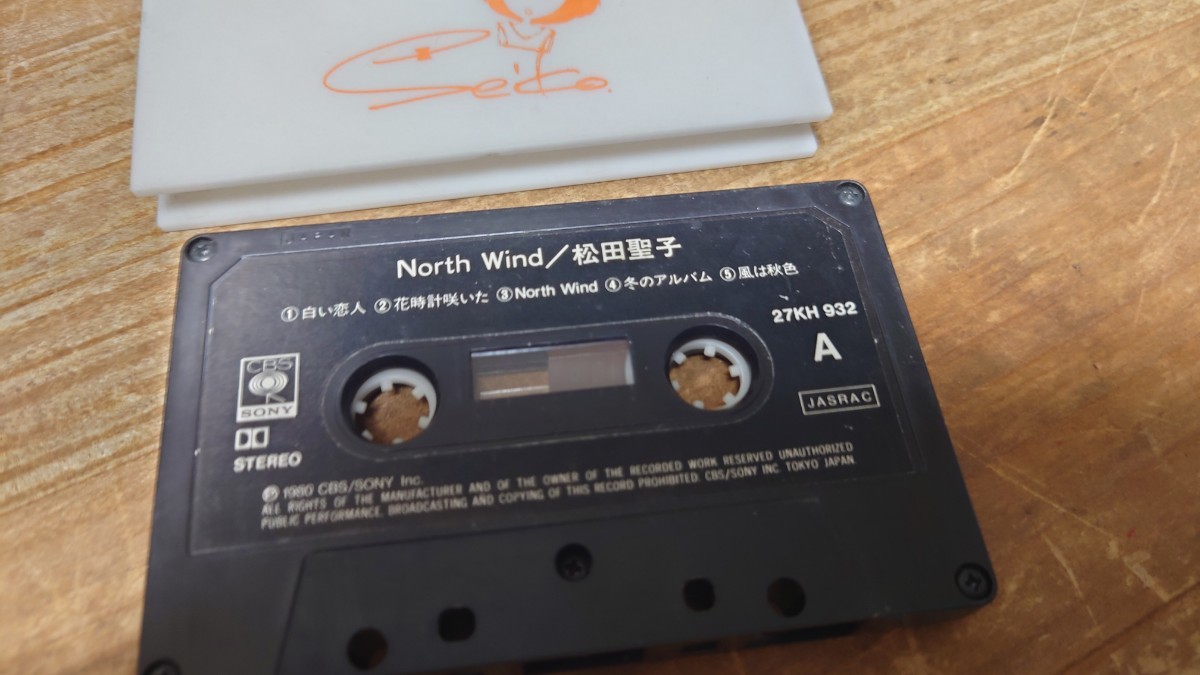 Seiko.
North Wind/松田聖子
①白い恋人 ②花時計咲いた ③North Wind ④冬のアルバム ⑤風は秋色
27KH 932
A
CBS
SONY
JASRAC
STEREO
Ⓟ 1980 CBS/SONY Inc.
ALL RIGHTS OF THE MANUFACTURER AND OF THE OWNER OF THE RECORDED WORK RESERVED UNAUTHORIZED
PUBLIC PERFORMANCE, BROADCASTING AND COPYING OF THIS RECORD PROHIBITED. CBS/SONY INC. TOKYO JAPAN.